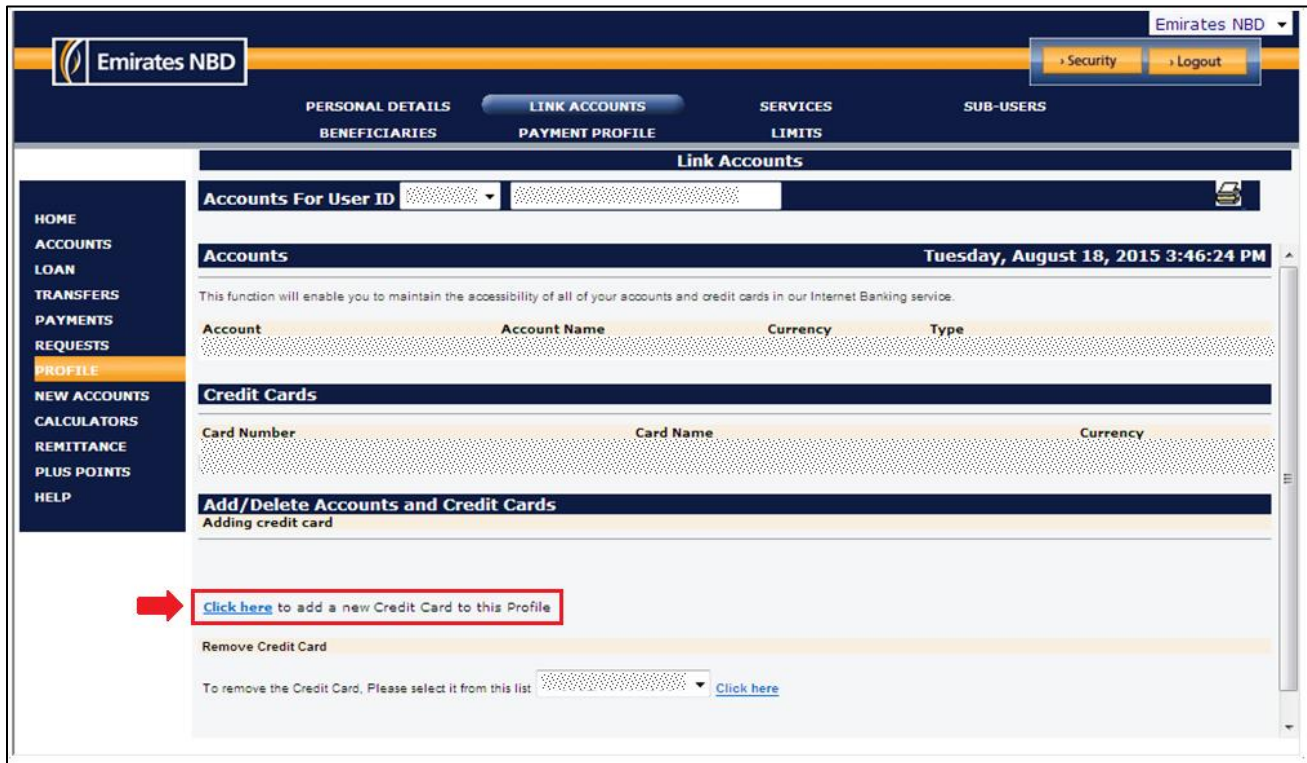 Emirates NBD
Emirates NBD
› Security › Logout
PERSONAL DETAILS LINK ACCOUNTS SERVICES SUB-USERS
BENEFICIARIES PAYMENT PROFILE LIMITS
Link Accounts
Accounts For User ID
HOME
ACCOUNTS
LOAN
TRANSFERS
PAYMENTS
REQUESTS
PROFILE
NEW ACCOUNTS
CALCULATORS
REMITTANCE
PLUS POINTS
HELP
Accounts Tuesday, August 18, 2015 3:46:24 PM
This function will enable you to maintain the accessibility of all of your accounts and credit cards in our Internet Banking service.
Account Account Name Currency Type
Credit Cards
Card Number Card Name Currency
Add/Delete Accounts and Credit Cards
Adding credit card
Click here to add a new Credit Card to this Profile
Remove Credit Card
To remove the Credit Card, Please select it from this list Click here